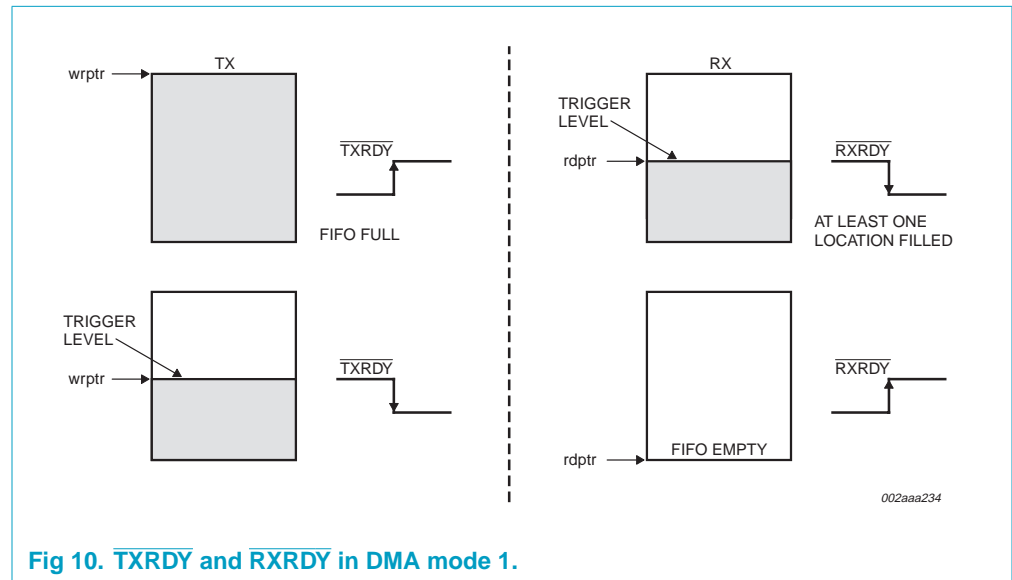 TX
wrptr
TXRDY
FIFO FULL
TRIGGER
LEVEL
wrptr
TXRDY
RX
TRIGGER
LEVEL
rdptr
RXRDY
AT LEAST ONE
LOCATION FILLED
RXRDY
FIFO EMPTY
rdptr
002aaa234
Fig 10. TXRDY and RXRDY in DMA mode 1.